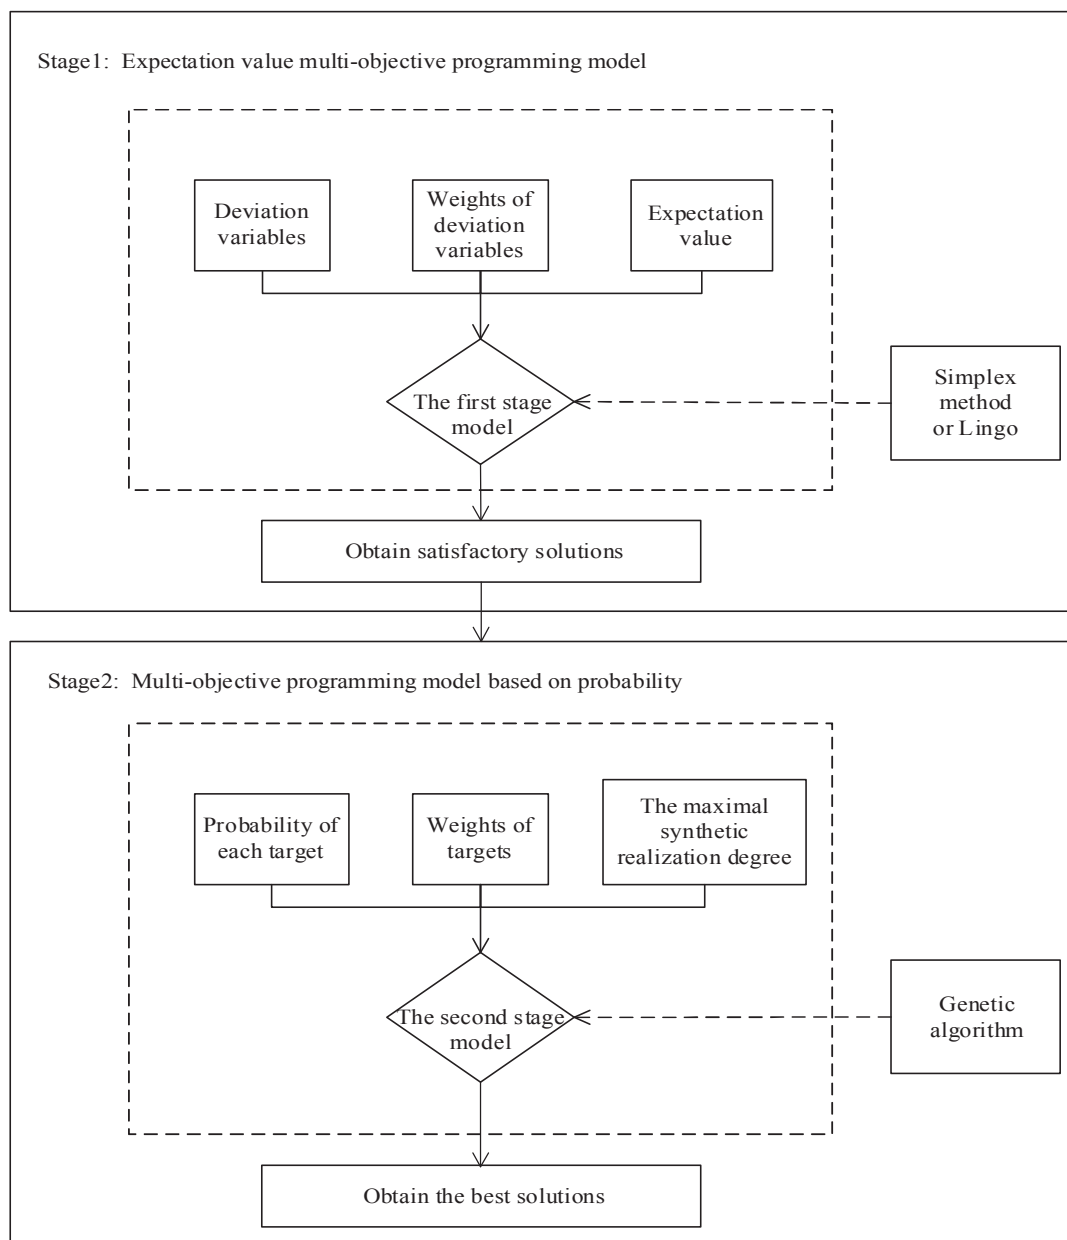 Stage1: Expectation value multi-objective programming model
Deviation
variables
Weights of
deviation
variables
Expectation
value
The first stage
model
Simplex
method
or Lingo
Obtain satisfactory solutions
Stage2: Multi-objective programming model based on probability
Probability of
each target
Weights of
targets
The maximal
synthetic
realization degree
The second stage
model
Genetic
algorithm
Obtain the best solutions